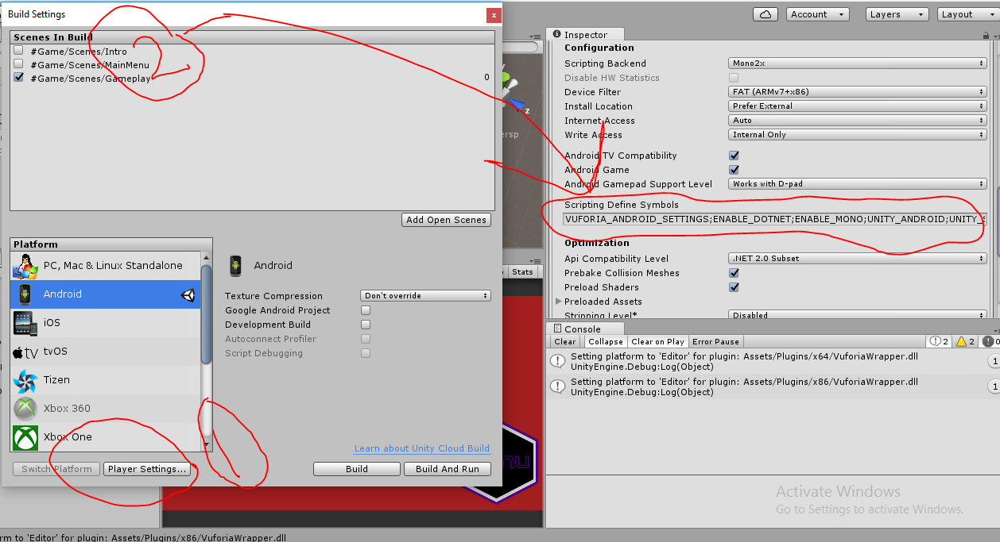 Build Settings
x
Scenes In Build
#Game/Scenes/Intro
#Game/Scenes/MainMenu
#Game/Scenes/Gameplay
0
2
Add Open Scenes
Platform
PC, Mac & Linux Standalone
Android
iOS
tv
tvOS
Tizen
Xbox 360
Xbox One
Switch Platform
Player Settings...
Android
Texture Compression
Don't override
Google Android Project
Development Build
Autoconnect Profiler
Script Debugging
Learn about Unity Cloud Build
Build
Build And Run
1
z
ersp
Stats
nu
Account
Layers
Layout
Inspector
Configuration
Scripting Backend
Mono2x
Disable HW Statistics
Device Filter
FAT (ARMv7+x86)
Install Location
Prefer External
Internet Access
Auto
Write Access
Internal Only
Android TV Compatibility
Android Game
Android Gamepad Support Level
Works with D-pad
Scripting Define Symbols
VUFORIA_ANDROID_SETTINGS;ENABLE_DOTNET;ENABLE_MONO;UNITY_ANDROID;UNITY_S
Optimization
Api Compatibility Level
.NET 2.0 Subset
Prebake Collision Meshes
Preload Shaders
Preloaded Assets
Stripping Level*
Disabled
Console
Clear
Collapse
Clear on Play
Error Pause
2
2
0
Setting platform to 'Editor' for plugin: Assets/Plugins/x64/VuforiaWrapper.dll
UnityEngine.Debug:Log(Object)
1
Setting platform to 'Editor' for plugin: Assets/Plugins/x86/VuforiaWrapper.dll
UnityEngine.Debug:Log(Object)
1
Activate Windows
Go to Settings to activate Windows.
rm to 'Editor' for plugin: Assets/Plugins/x86/VuforiaWrapper.dll